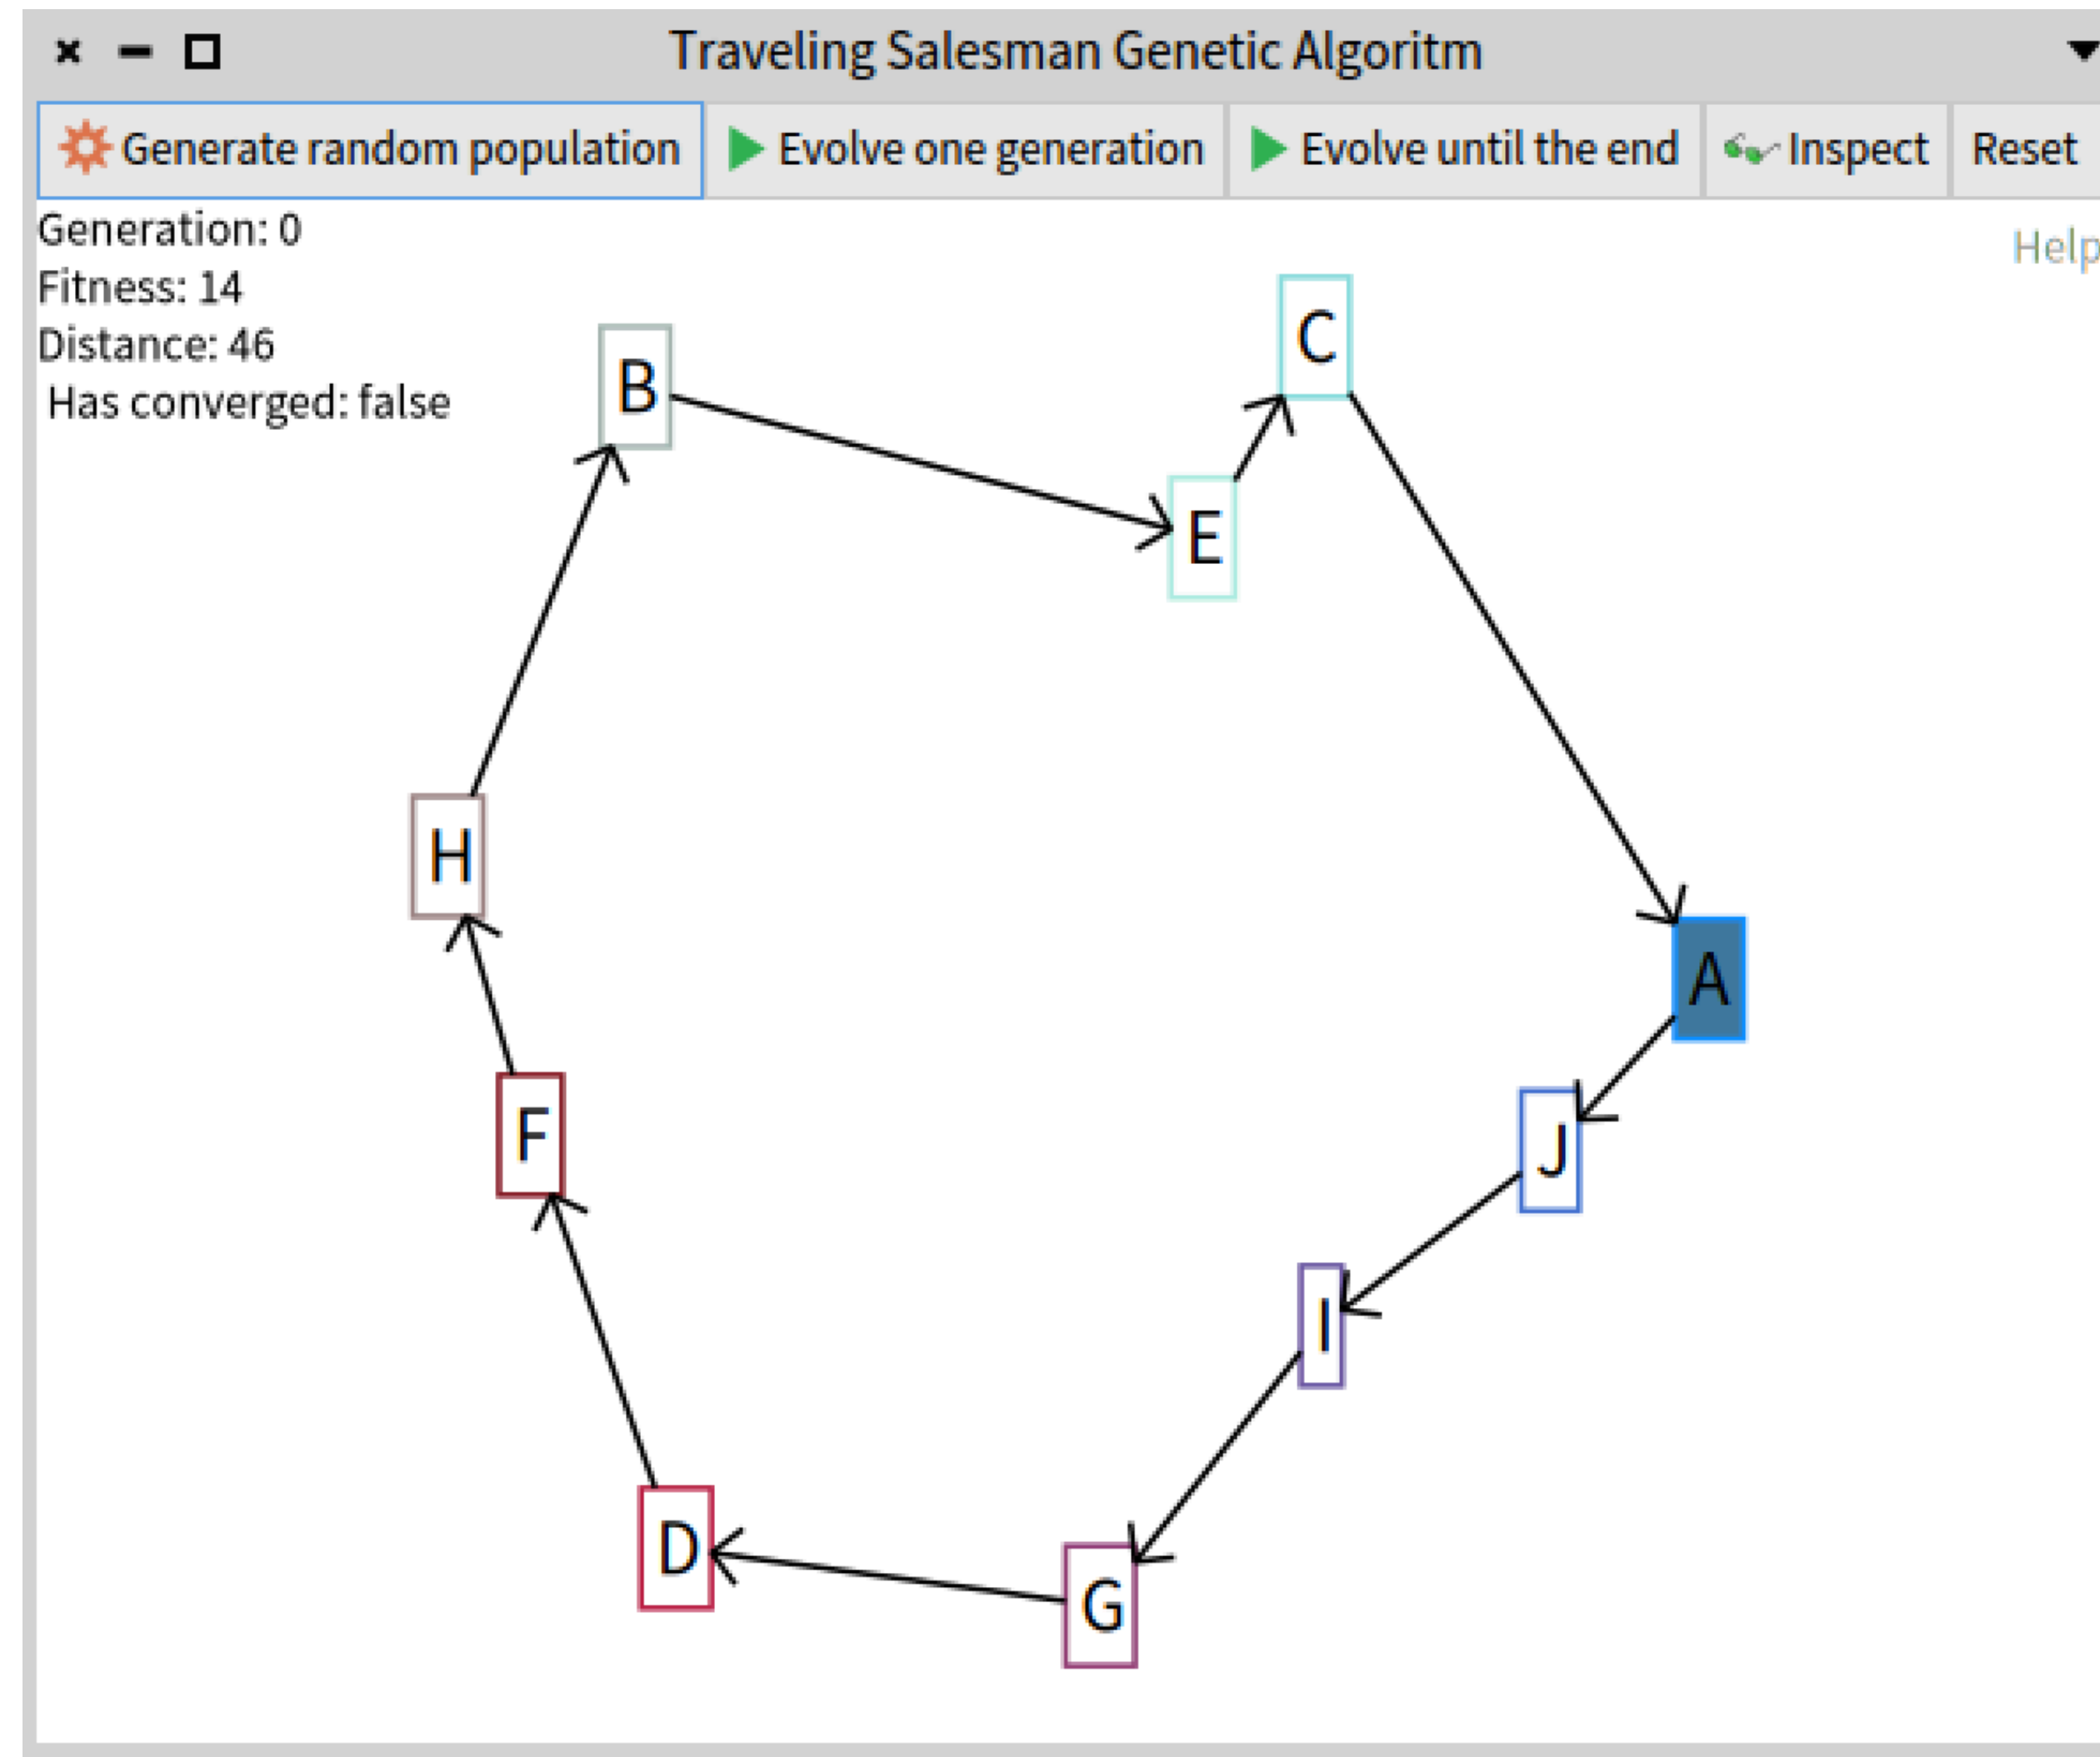 Traveling Salesman Genetic Algoritm
Generate random population Evolve one generation Evolve until the end Inspect Reset
Generation: 0
Help
Fitness: 14
Distance: 46
Has converged: false
C
B
E
H
A
F
J
I
D
G